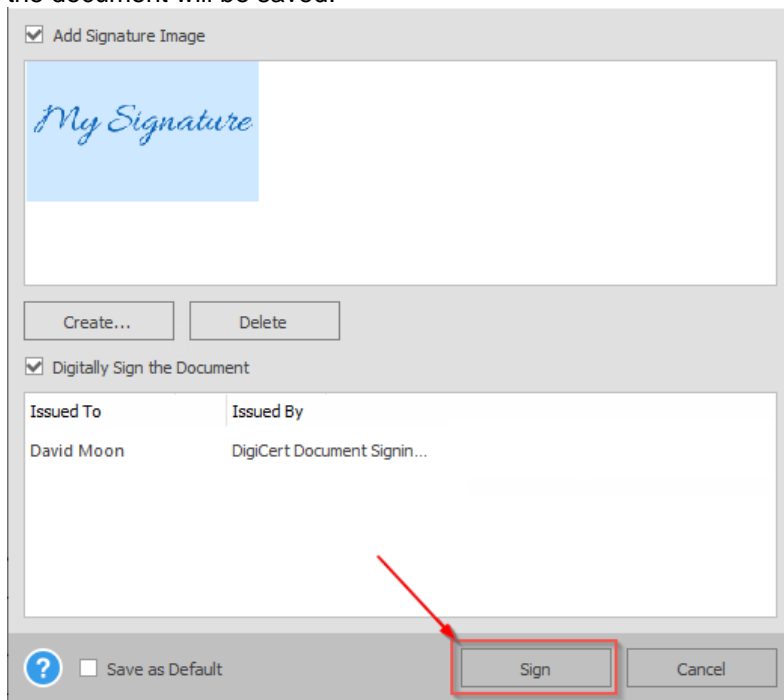 the document will be saved.
Add Signature Image
My Signature
Create... Delete
Digitally Sign the Document
Issued To Issued By
David Moon DigiCert Document Signin...
? Save as Default Sign Cancel